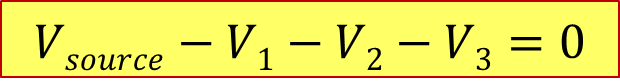 V_source − V_1 − V_2 − V_3 = 0